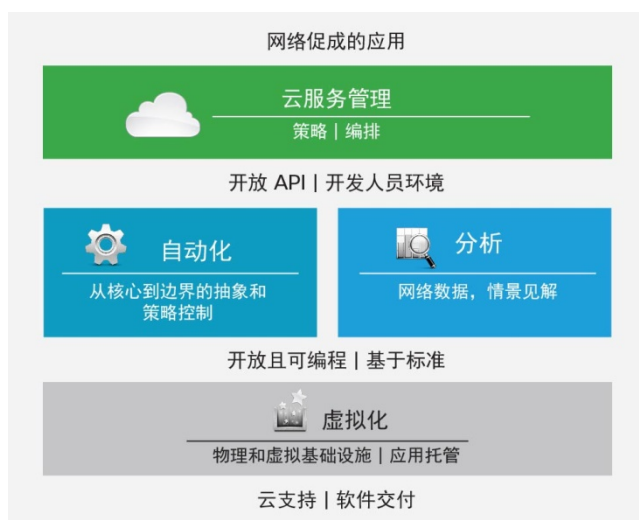 网络促成的应用
云服务管理
策略 | 编排
开放 API | 开发人员环境
自动化
从核心到边界的抽象和
策略控制
分析
网络数据，情景见解
开放且可编程 | 基于标准
虚拟化
物理和虚拟基础设施 | 应用托管
云支持 | 软件交付